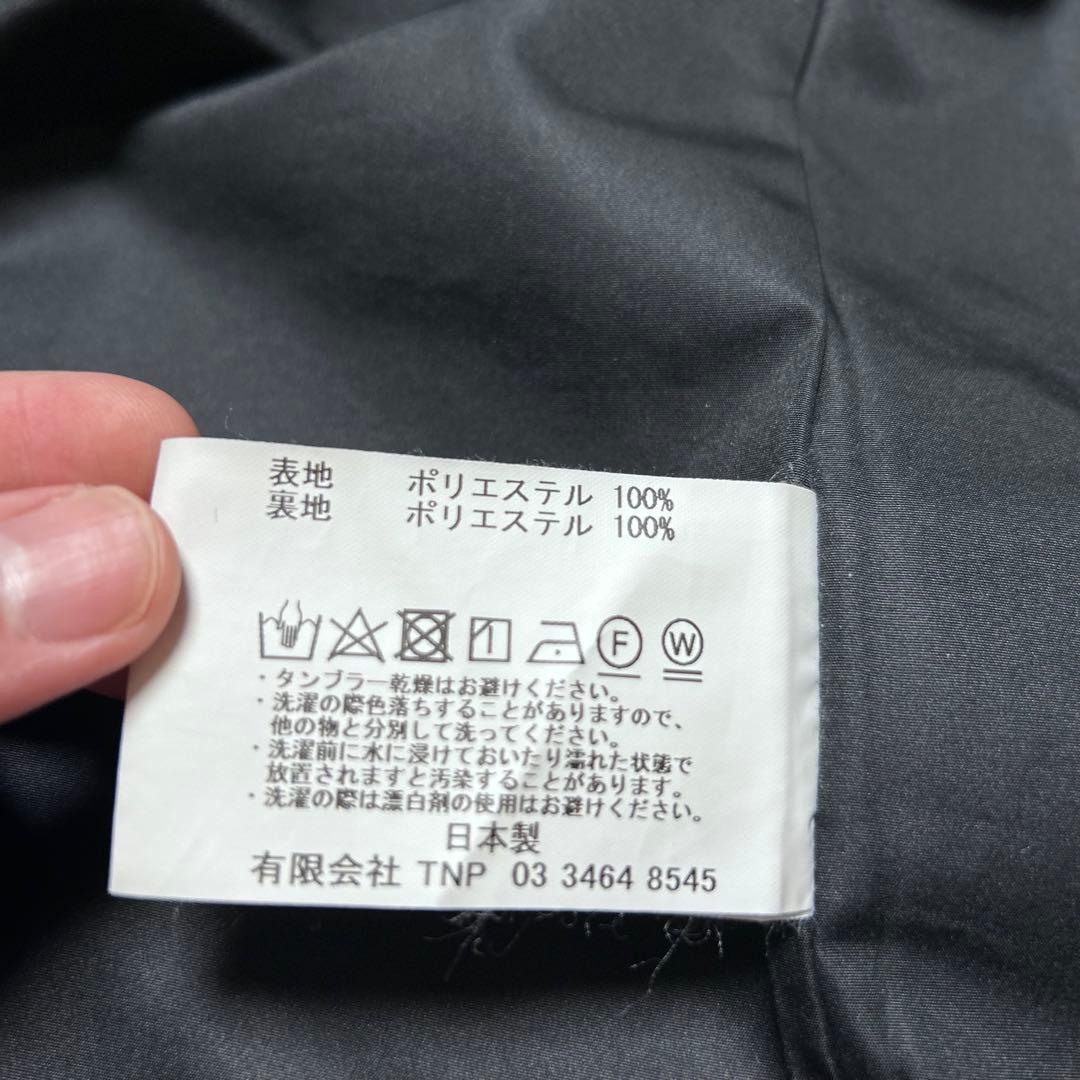 表地 ポリエステル 100%
裏地 ポリエステル 100%
F W
・タンブラー乾燥はお避けください。
・洗濯の際色落ちすることがありますので、
他の物と分別して洗ってください。
・洗濯前に水に浸けておいたり濡れた状態で
放置されますと汚染することがあります。
・洗濯の際は漂白剤の使用はお避けください。
日本製
有限会社 TNP 03 3464 8545